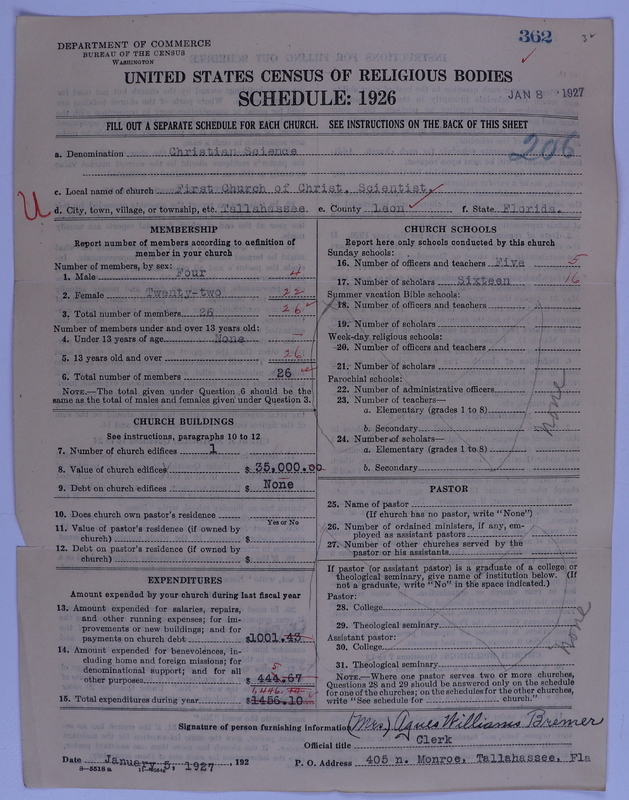 362
DEPARTMENT OF COMMERCE
BUREAU OF THE CENSUS
WASHINGTON
UNITED STATES CENSUS OF RELIGIOUS BODIES
SCHEDULE: 1926
JAN 8 1927
FILL OUT A SEPARATE SCHEDULE FOR EACH CHURCH. SEE INSTRUCTIONS ON THE BACK OF THIS SHEET
206
a. Denomination Christian Science
c. Local name of church First Church of Christ, Scientist.
U
d. City, town, village, or township, etc. Tallahassee e. County Leon f. State Florida.
MEMBERSHIP
Report number of members according to definition of
member in your church
Number of members, by sex:
1. Male Four 4
2. Female Twenty-two 22
3. Total number of members 26 26
Number of members under and over 13 years old:
4. Under 13 years of age None —
5. 13 years old and over 26
6. Total number of members 26
NOTE.—The total given under Question 6 should be the
same as the total of males and females given under Question 3.
CHURCH BUILDINGS
See instructions, paragraphs 10 to 12
7. Number of church edifices 1
8. Value of church edifices $ 35,000.00
9. Debt on church edifices $ None
10. Does church own pastor's residence
Yes or No
11. Value of pastor's residence (if owned by
church) $
12. Debt on pastor's residence (if owned by
church) $
EXPENDITURES
Amount expended by your church during last fiscal year
13. Amount expended for salaries, repairs,
and other running expenses; for im-
provements or new buildings; and for
payments on church debt $1001.43
14. Amount expended for benevolences, in-
cluding home and foreign missions; for
denominational support; and for all
5
other purposes $ 444.67
1,446.
15. Total expenditures during year $1456.10
CHURCH SCHOOLS
Report here only schools conducted by this church
Sunday schools:
16. Number of officers and teachers Five 5
17. Number of scholars Sixteen 16
Summer vacation Bible schools:
18. Number of officers and teachers
19. Number of scholars
Week-day religious schools:
20. Number of officers and teachers
21. Number of scholars
Parochial schools:
22. Number of administrative officers
23. Number of teachers—
a. Elementary (grades 1 to 8)
b. Secondary
24. Number of scholars—
a. Elementary (grades 1 to 8)
b. Secondary
none
PASTOR
25. Name of pastor
(If church has no pastor, write "None")
26. Number of ordained ministers, if any, em-
ployed as assistant pastors
27. Number of other churches served by the
pastor or his assistants
If pastor (or assistant pastor) is a graduate of a college or
theological seminary, give name of institution below. (If
not a graduate, write "No" in the space indicated.)
Pastor:
28. College
29. Theological seminary
Assistant pastor:
30. College
31. Theological seminary
none
NOTE.—Where one pastor serves two or more churches,
Questions 28 and 29 should be answered only on the schedule
for one of the churches; on the schedules for the other churches,
write "See schedule for church."
Signature of person furnishing information (Mrs) Agnes Williams Bremer
Official title Clerk
Date January 5, 1927 , 192
P. O. Address 405 n. Monroe, Tallahassee, Fla
8—5518a